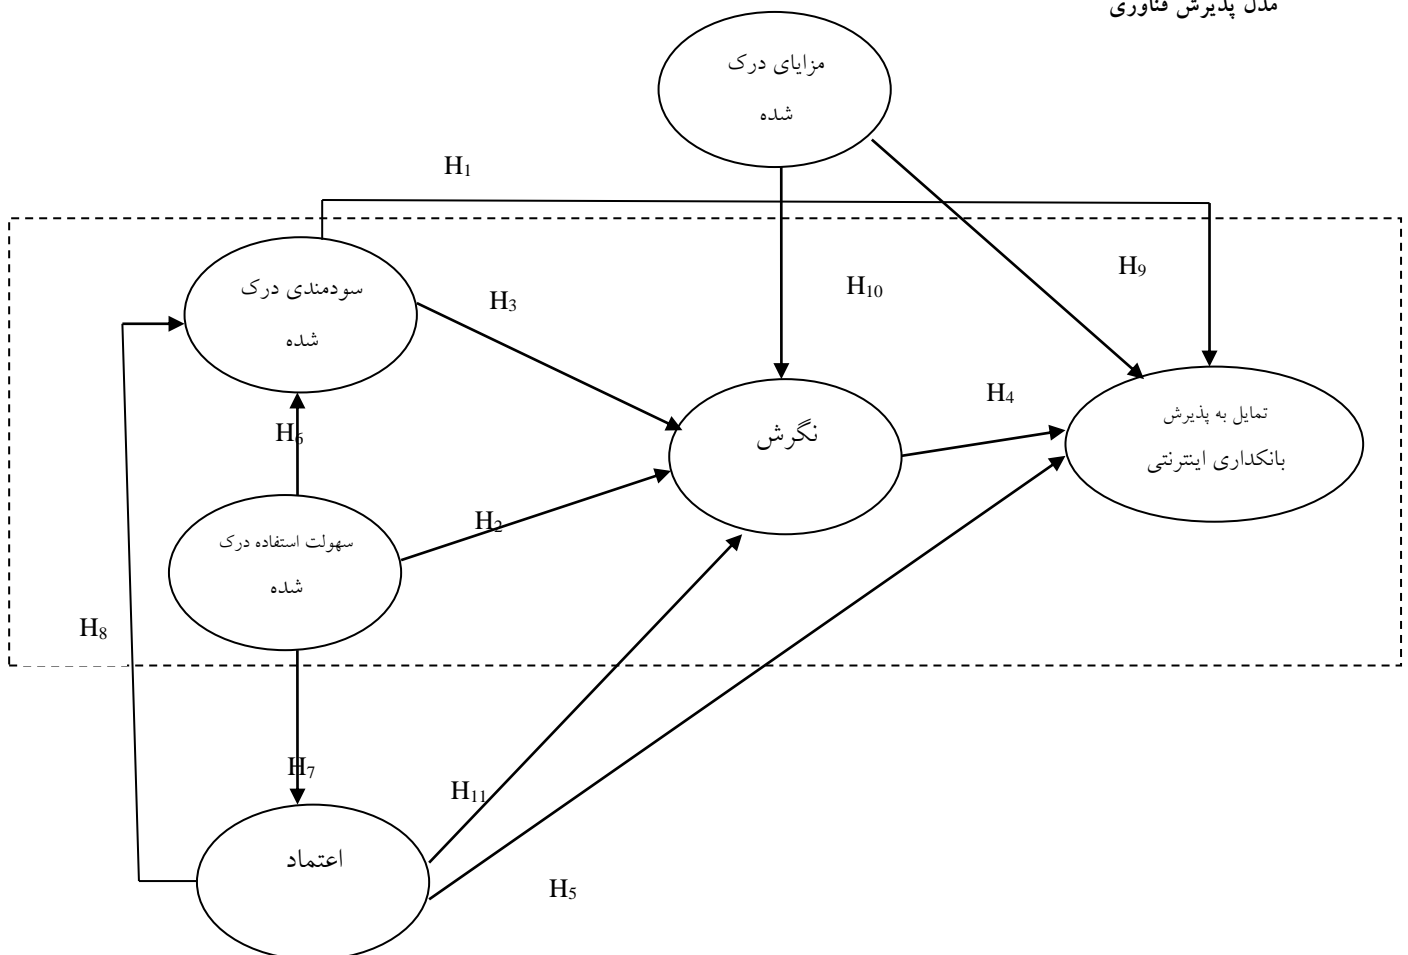 مدل پذیرش فناوری
مزایای درک
شده
H1
H9
H10
H3
سودمندی درک
شده
H4
تمایل به پذیرش
بانکداری اینترنتی
نگرش
H6
H2
سهولت استفاده درک
شده
H8
H7
H11
اعتماد
H5